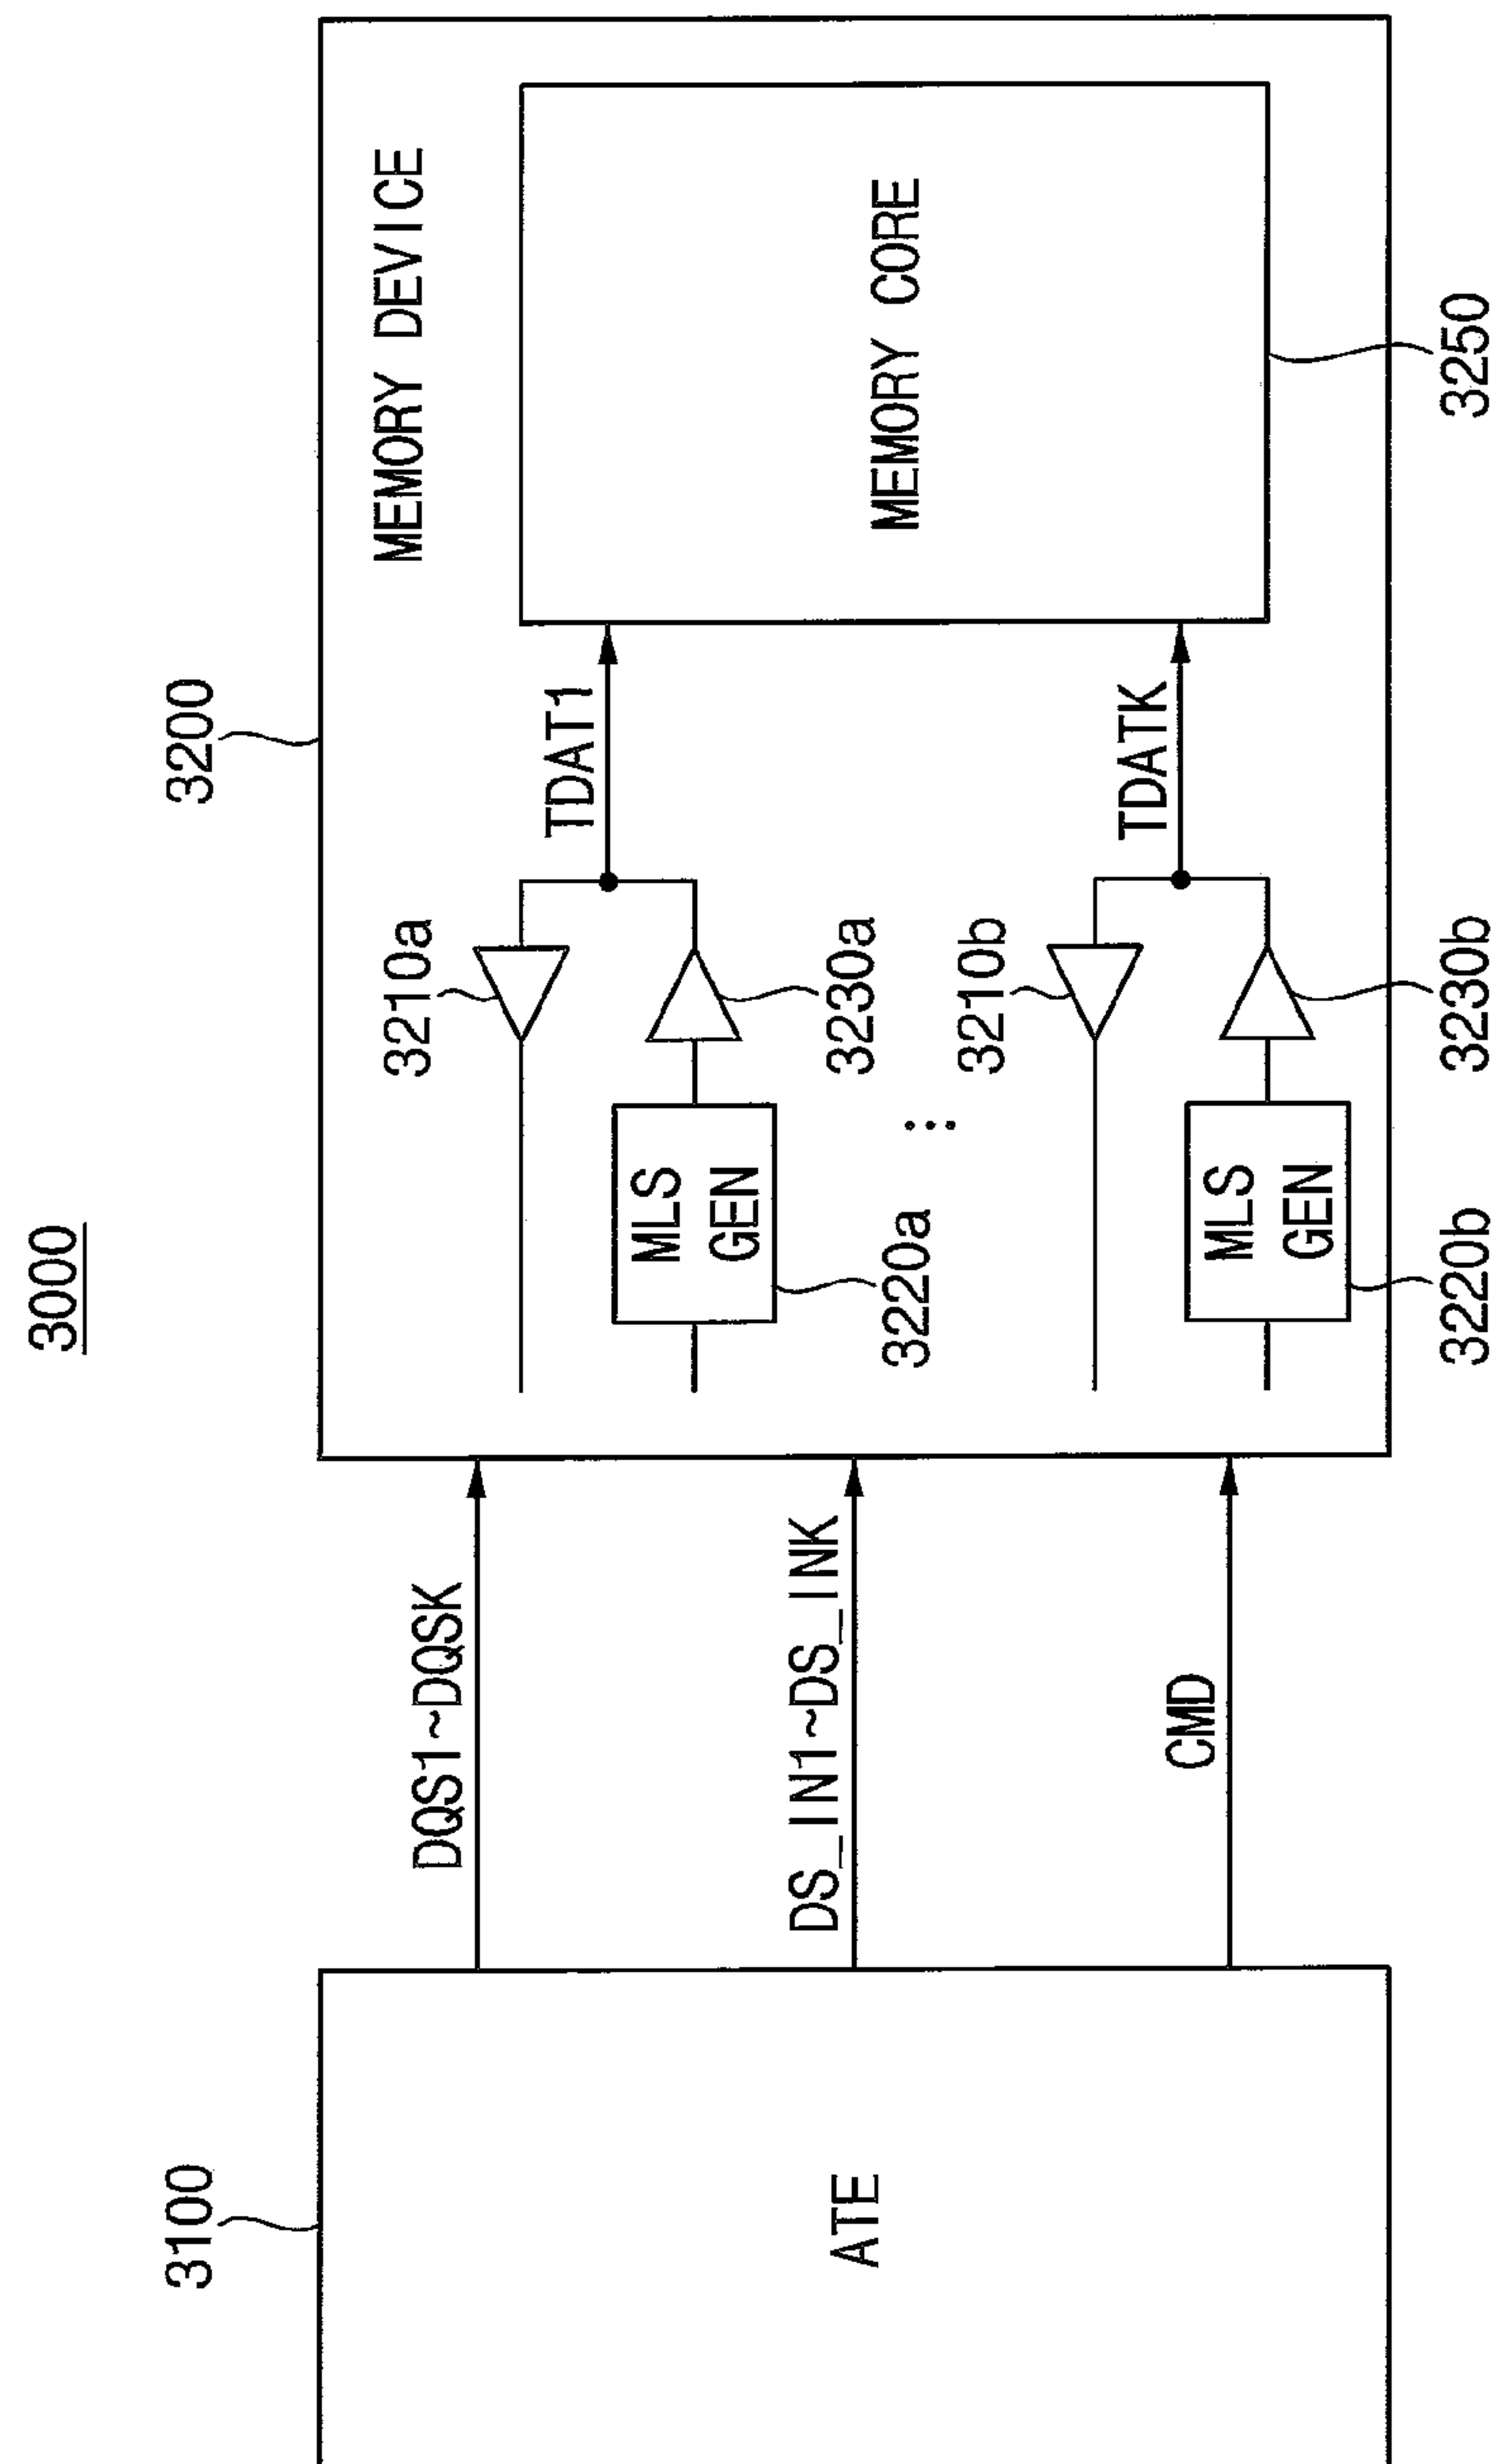 3000
3100
3200
ATE
DQS1~DQSK
DS_IN1~DS_INK
CMD
MEMORY DEVICE
3210a
TDAT1
MLS
GEN
3220a
3230a
⋮
MEMORY CORE
3210b
TDATK
MLS
GEN
3220b
3230b
3250